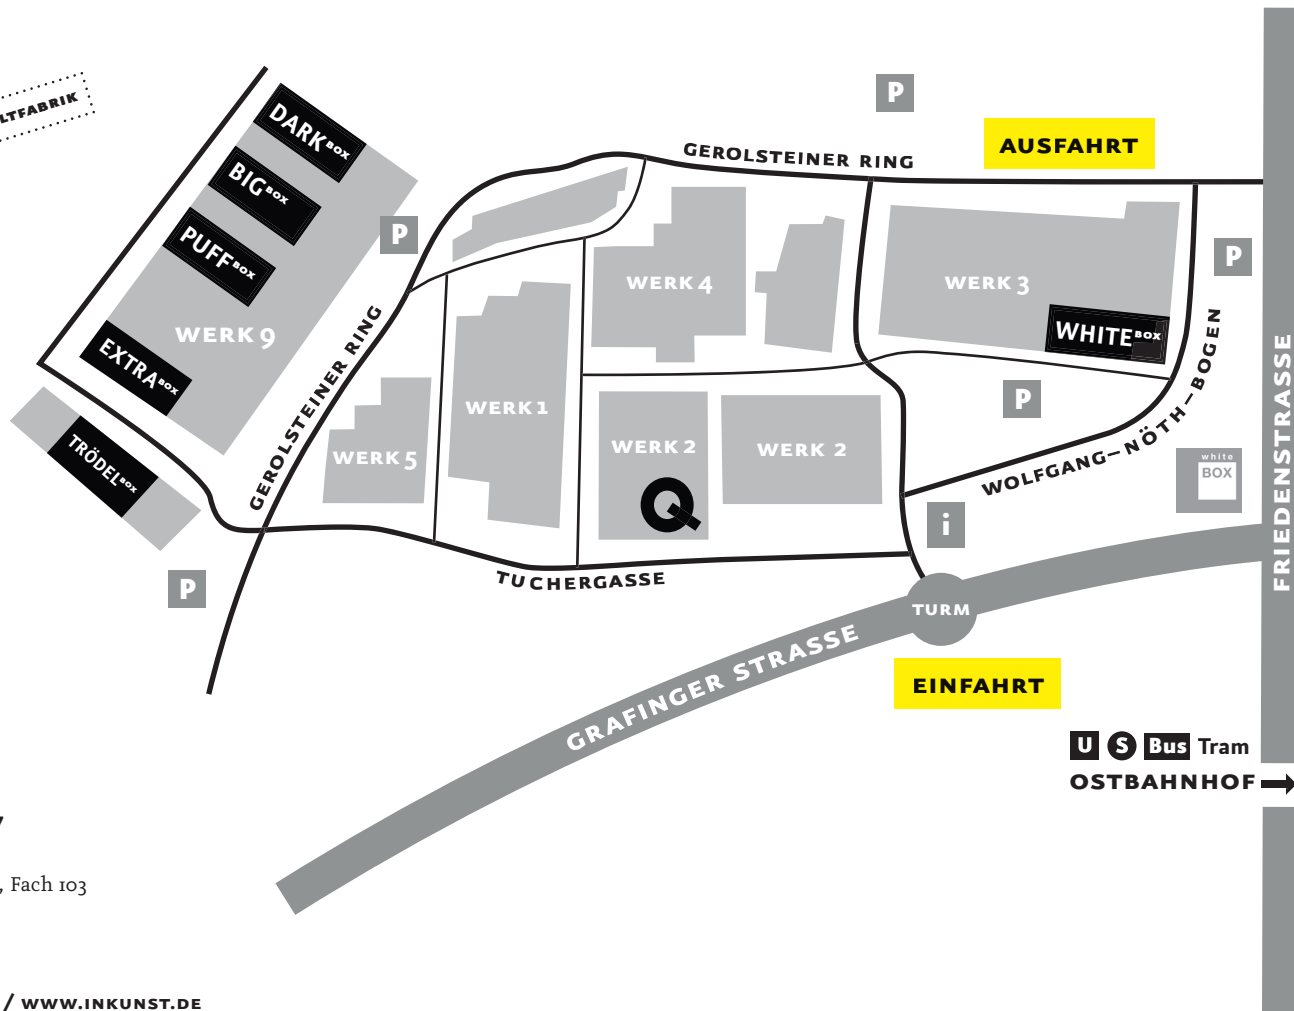 LTFABRIK
P
AUSFAHRT
GEROLSTEINER RING
DARK BOX
BIG BOX
PUFF BOX
P
P
WERK 4
WERK 3
WHITE BOX
WERK 9
EXTRA BOX
GEROLSTEINER RING
WOLFGANG–NÖTH–BOGEN
FRIEDENSTRASSE
P
WERK 1
WERK 2
WERK 2
WERK 5
TRÖDEL BOX
Q
white
BOX
i
P
TUCHERGASSE
TURM
GRAFINGER STRASSE
EINFAHRT
U S Bus Tram
OSTBAHNHOF
, Fach 103
/ WWW.INKUNST.DE